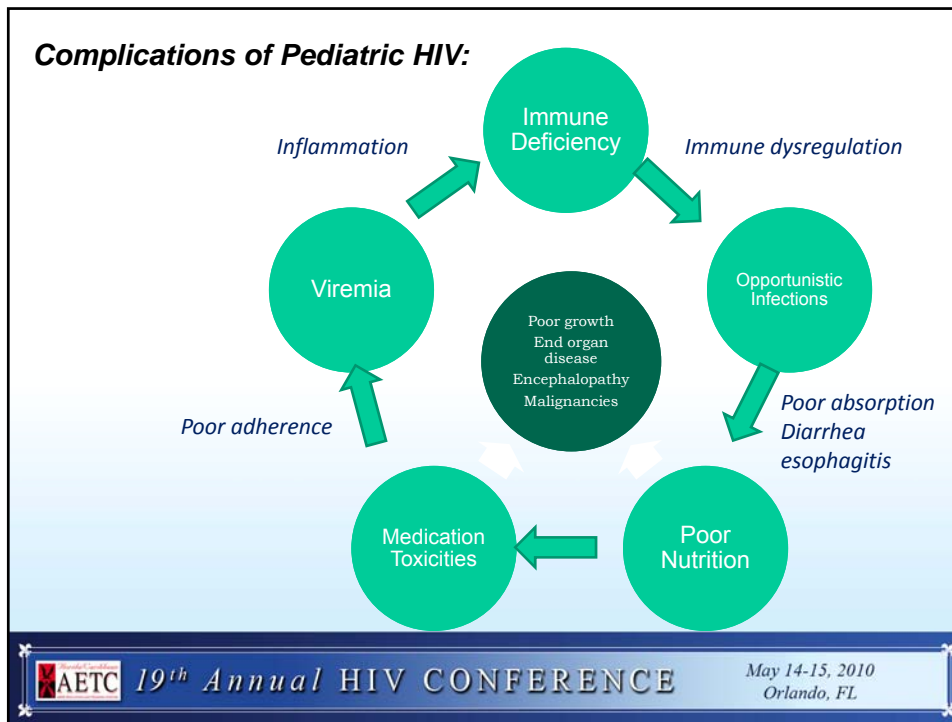 Complications of Pediatric HIV:
Immune
Deficiency
Inflammation
Immune dysregulation
Viremia
Opportunistic
Infections
Poor growth
End organ
disease
Encephalopathy
Malignancies
Poor adherence
Poor absorption
Diarrhea
esophagitis
Medication
Toxicities
Poor
Nutrition
Florida/Caribbean
AETC
19th Annual HIV CONFERENCE
May 14-15, 2010
Orlando, FL